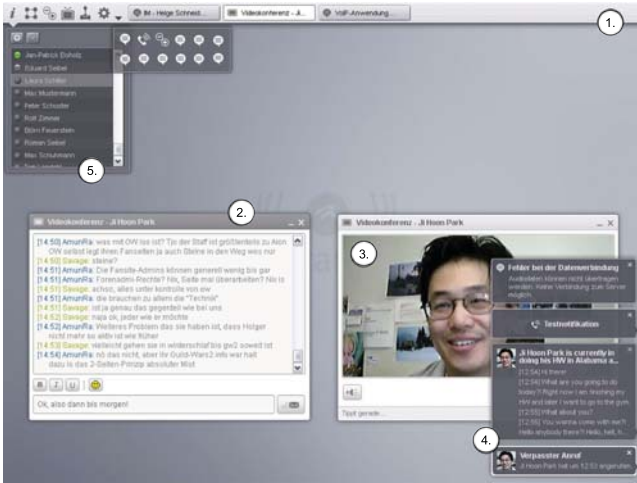 i
IM - Helge Schneid...
Videokonferenz - Ji...
VoIP-Anwendung...
1.
Jan-Patrick
Eduard Seibel
Laura Schiller
Max Mustermann
Peter Schuster
Rolf Zimmer
Björn Feuerstein
Roman Seibel
Max Schuhmann
5.
2.
Videokonferenz - Ji Hoon Park
[14:50] AmunRa: was mit OW los ist? Tjo der Staff ist größtenteils zu Aion
OW selbst legt ihren Fanseiten ja auch Steine in den Weg wos nur
[14:50] Savage: steine?
[14:51] AmunRa: Die Fansite-Admins können generell wenig bis gar
[14:51] AmunRa: Forenadmin-Rechte? Nix, Seite mal überarbeiten? Nix is
[14:51] Savage: achso, alles unter kontrolle von ow
[14:51] AmunRa: die brauchen zu allem die "Technik"
[14:51] Savage: ist ja genau das gegenteil wie bei uns
[14:52] Savage: naja ok, jeder wie er möchte
[14:52] AmunRa: Weiteres Problem das sie haben ist, dass Holger
nicht mehr so aktiv ist wie früher
[14:53] Savage: vielleicht gehen sie in winterschlaf bis gw2 soweit ist
[14:54] AmunRa: nö das nicht, aber ihr Guild-Wars2 info war halt
dazu is das 2-Seiten-Prinzip absoluter Mist
B I U
Ok, also dann bis morgen!
Videokonferenz - Ji Hoon Park
3.
Tippt gerade...
Fehler bei der Datenverbindung
Audiodaten können nicht übertragen
werden. Keine Verbindung zum Server
möglich.
Testnotifikation
Ji Hoon Park is currently in
doing his HW in Alabama a...
[12:54] Hi there!
[12:54] What are you going to do
today?! Right now I am finishing my
HW and later I want to go to the gym.
[12:55] What about you?
[12:55] You wanna come with me?!
Hello anybody there?! Hello, hell, h...
4.
Verpasster Anruf
Ji Hoon Park rief um 12:53 angerufen.